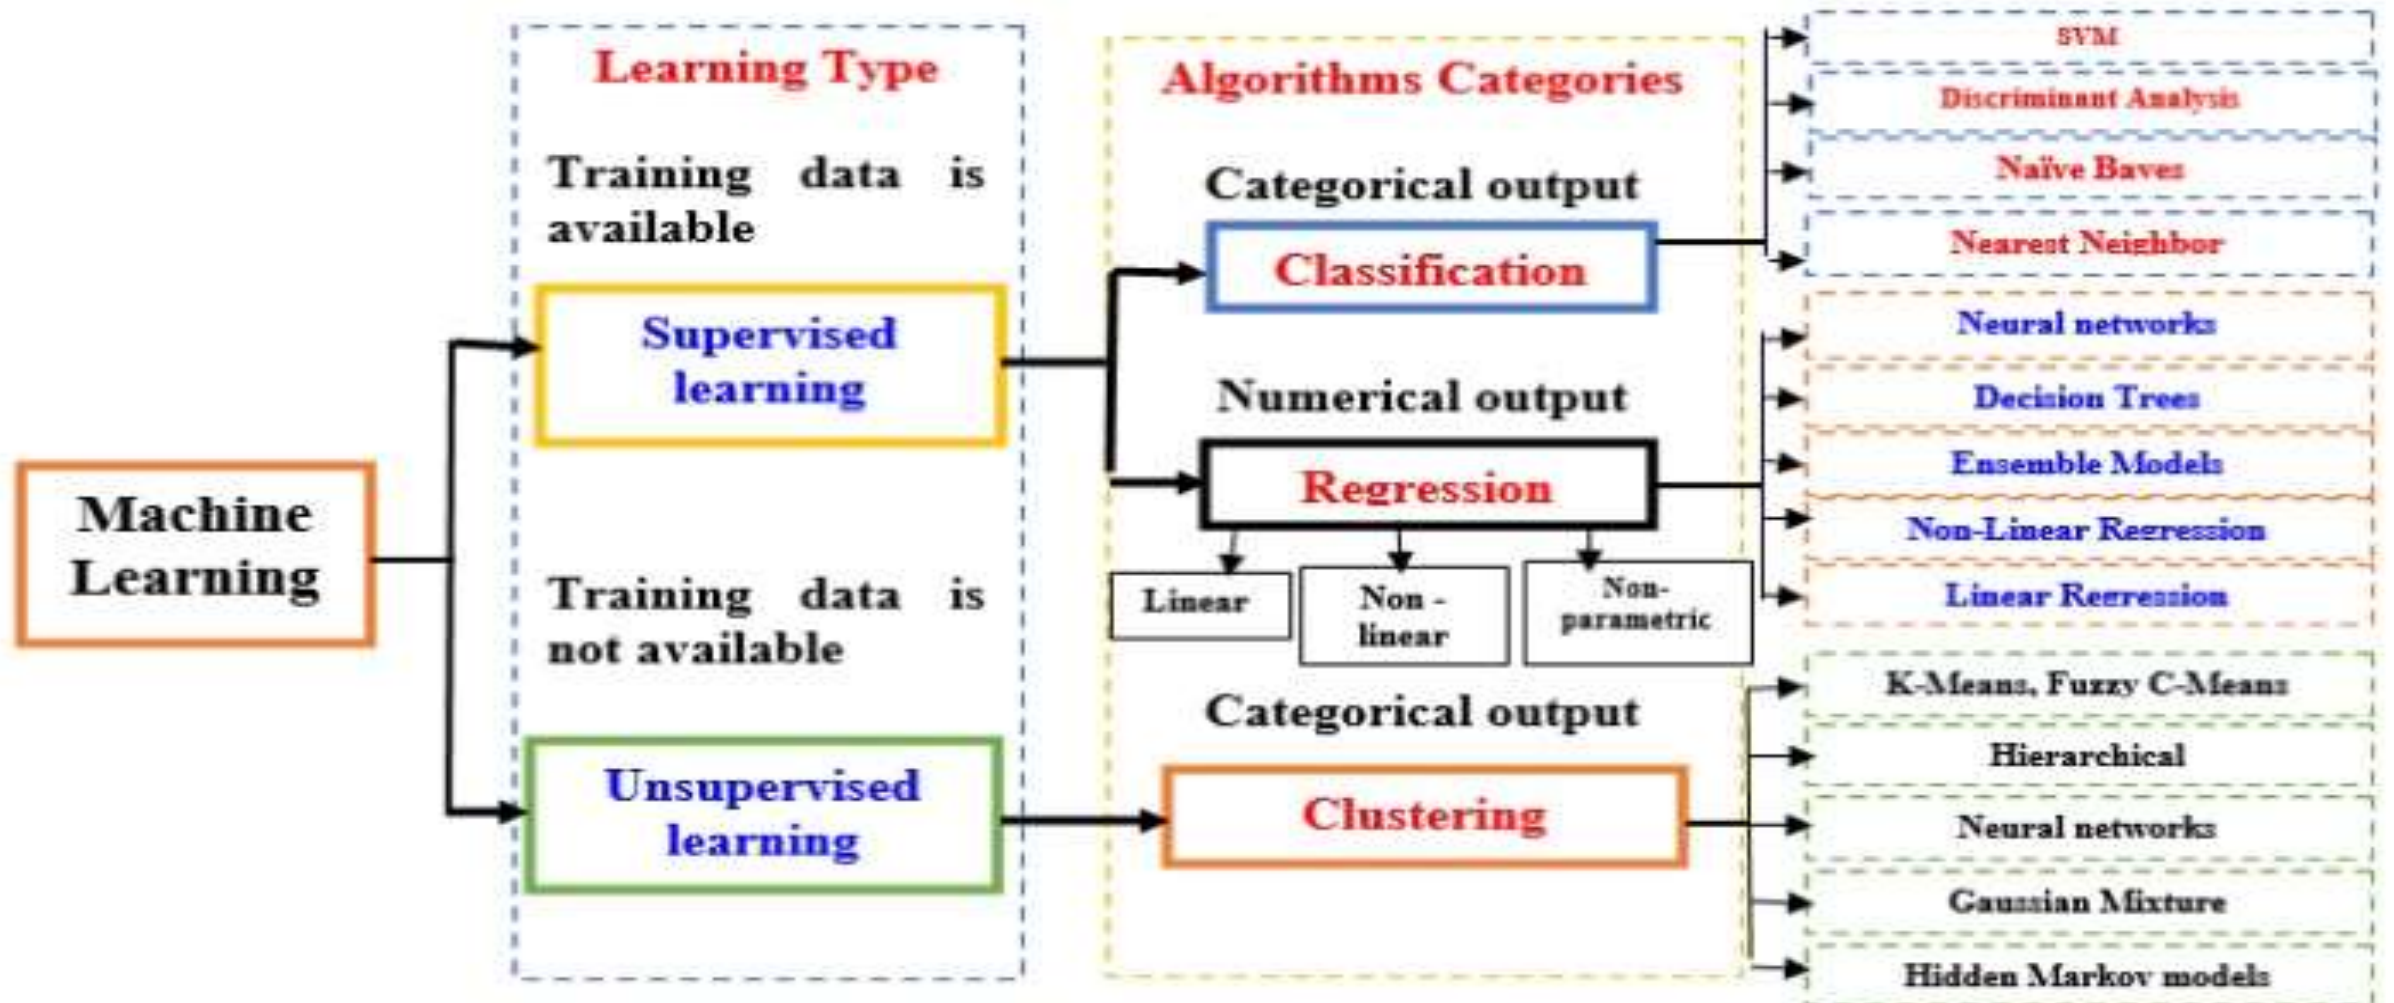 Machine
Learning
Learning Type
Training data is
available
Supervised
learning
Training data is
not available
Unsupervised
learning
Algorithms Categories
Categorical output
Classification
Numerical output
Regression
Linear
Non -
linear
Non-
parametric
Categorical output
Clustering
SVM
Discriminant Analysis
Naïve Baves
Nearest Neighbor
Neural networks
Decision Trees
Ensemble Models
Non-Linear Regression
Linear Regression
K-Means, Fuzzy C-Means
Hierarchical
Neural networks
Gaussian Mixture
Hidden Markov models